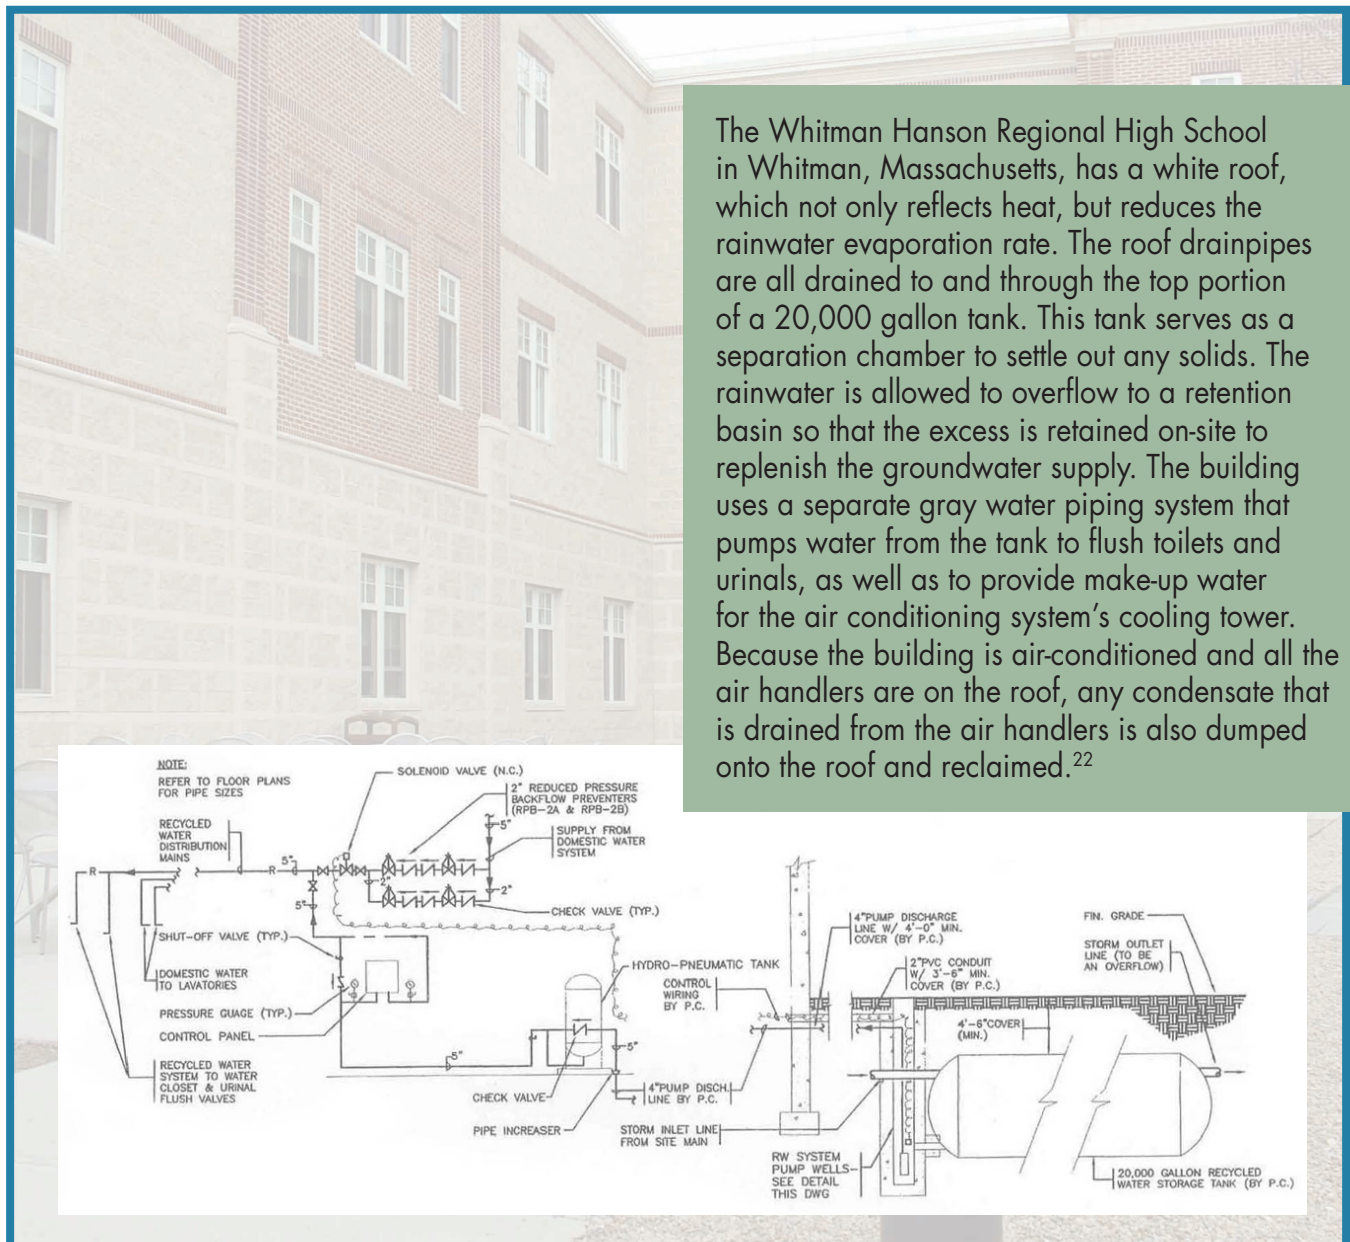 The Whitman Hanson Regional High School
in Whitman, Massachusetts, has a white roof,
which not only reflects heat, but reduces the
rainwater evaporation rate. The roof drainpipes
are all drained to and through the top portion
of a 20,000 gallon tank. This tank serves as a
separation chamber to settle out any solids. The
rainwater is allowed to overflow to a retention
basin so that the excess is retained on-site to
replenish the groundwater supply. The building
uses a separate gray water piping system that
pumps water from the tank to flush toilets and
urinals, as well as to provide make-up water
for the air conditioning system’s cooling tower.
Because the building is air-conditioned and all the
air handlers are on the roof, any condensate that
is drained from the air handlers is also dumped
onto the roof and reclaimed.22
NOTE:
REFER TO FLOOR PLANS
FOR PIPE SIZES
SOLENOID VALVE (N.C.)
2" REDUCED PRESSURE
BACKFLOW PREVENTERS
(RPB-2A & RPB-2B)
5"
SUPPLY FROM
DOMESTIC WATER
SYSTEM
RECYCLED
WATER
DISTRIBUTION
MAINS
R
R
5"
2"
2"
5"
CHECK VALVE (TYP.)
SHUT-OFF VALVE (TYP.)
DOMESTIC WATER
TO LAVATORIES
PRESSURE GUAGE (TYP.)
CONTROL PANEL
RECYCLED WATER
SYSTEM TO WATER
CLOSET & URINAL
FLUSH VALVES
HYDRO-PNEUMATIC TANK
5"
5"
CHECK VALVE
PIPE INCREASER
4"PUMP DISCH.
LINE BY P.C.
CONTROL
WIRING
BY P.C.
4"PUMP DISCHARGE
LINE W/ 4'-0" MIN.
COVER (BY P.C.)
2"PVC CONDUIT
W/ 3'-6" MIN.
COVER (BY P.C.)
FIN. GRADE
STORM OUTLET
LINE (TO BE
AN OVERFLOW)
4'-6"COVER
(MIN.)
STORM INLET LINE
FROM SITE MAIN
RW SYSTEM
PUMP WELLS-
SEE DETAIL
THIS DWG
20,000 GALLON RECYCLED
WATER STORAGE TANK (BY P.C.)